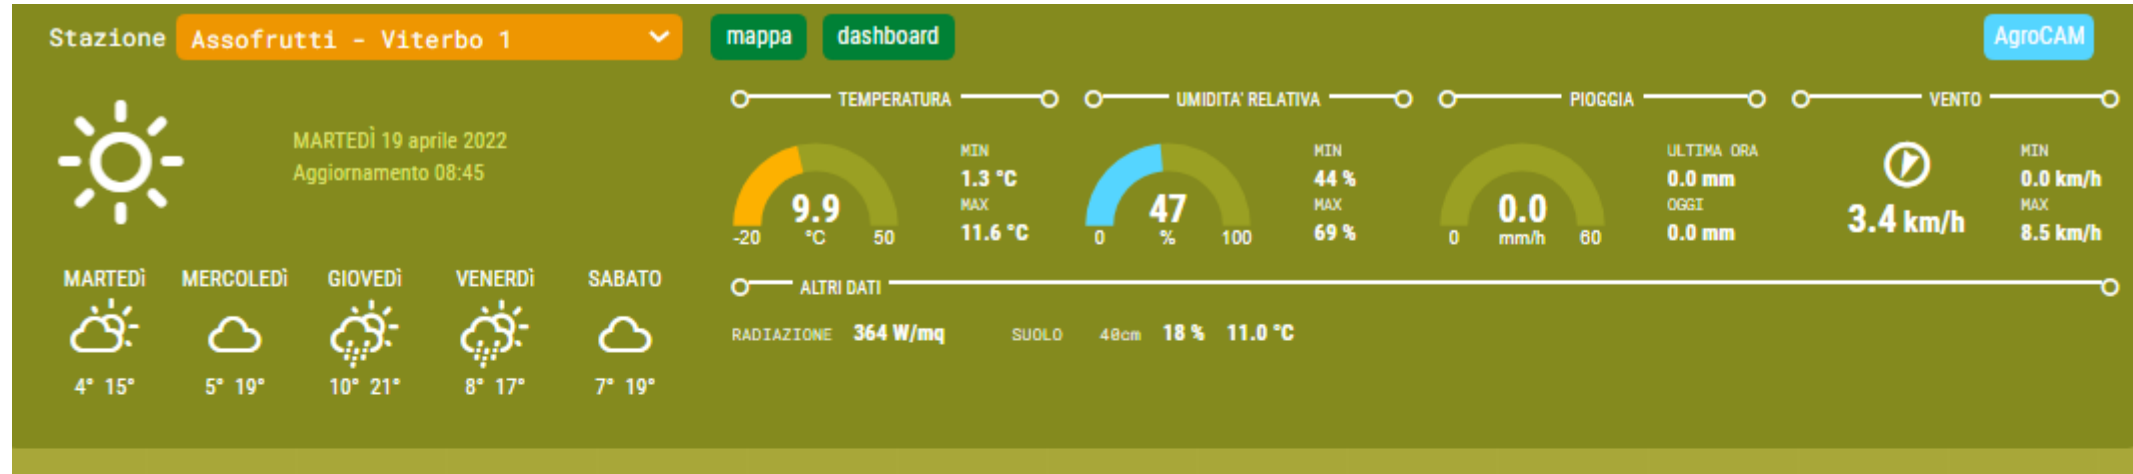 Stazione Assofrutti - Viterbo 1 mappa dashboard AgroCAM
MARTEDÌ 19 aprile 2022
Aggiornamento 08:45
MARTEDÌ MERCOLEDÌ GIOVEDÌ VENERDÌ SABATO
4° 15° 5° 19° 10° 21° 8° 17° 7° 19°
TEMPERATURA
9.9
°C
-20 50
MIN
1.3 °C
MAX
11.6 °C
UMIDITA' RELATIVA
47
%
0 100
MIN
44 %
MAX
69 %
PIOGGIA
0.0
mm/h
0 60
ULTIMA ORA
0.0 mm
OGGI
0.0 mm
VENTO
3.4 km/h
MIN
0.0 km/h
MAX
8.5 km/h
ALTRI DATI
RADIAZIONE 364 W/mq SUOLO 40cm 18 % 11.0 °C